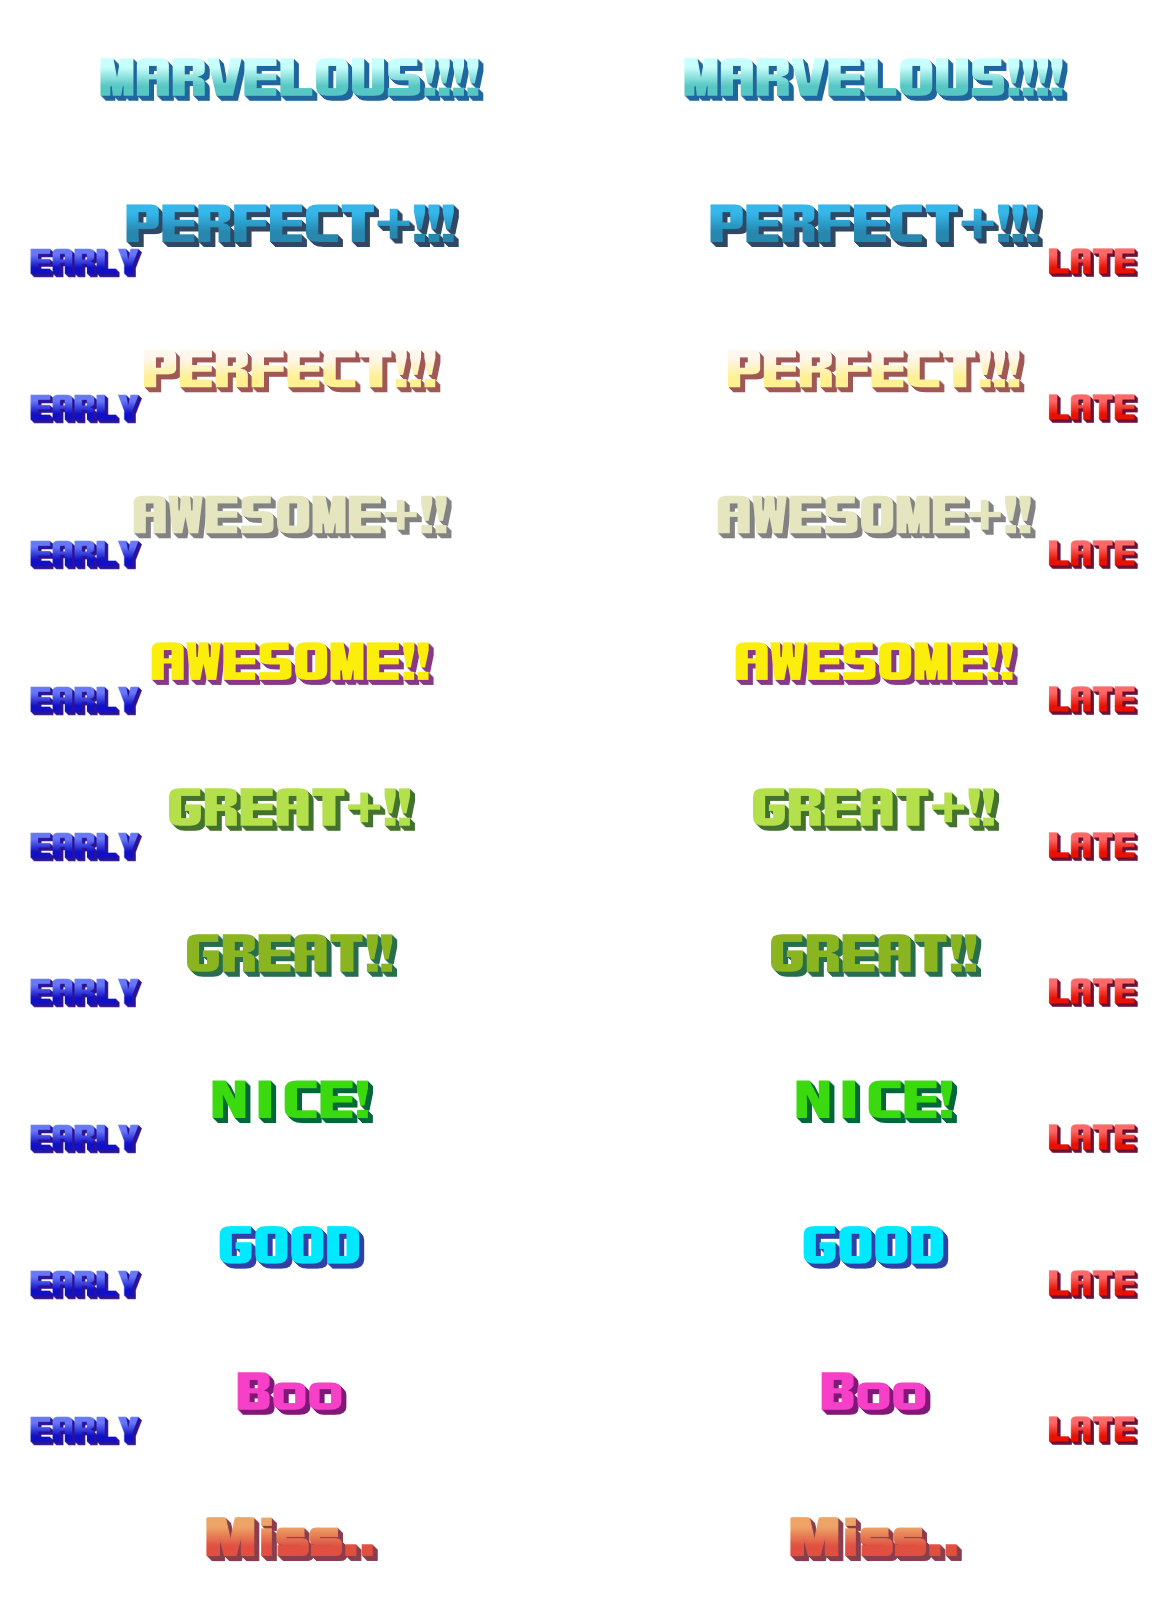 MARVELOUS!!!! MARVELOUS!!!!
PERFECT+!!! PERFECT+!!!
EARLY LATE
PERFECT!!! PERFECT!!!
EARLY LATE
AWESOME+!! AWESOME+!!
EARLY LATE
AWESOME!! AWESOME!!
EARLY LATE
GREAT+!! GREAT+!!
EARLY LATE
GREAT!! GREAT!!
EARLY LATE
NICE! NICE!
EARLY LATE
GOOD GOOD
EARLY LATE
Boo Boo
EARLY LATE
Miss.. Miss..